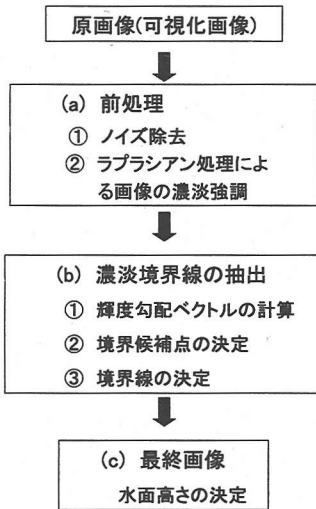 原画像(可視化画像)
(a) 前処理
① ノイズ除去
② ラプラシアン処理によ
る画像の濃淡強調
(b) 濃淡境界線の抽出
① 輝度勾配ベクトルの計算
② 境界候補点の決定
③ 境界線の決定
(c) 最終画像
水面高さの決定